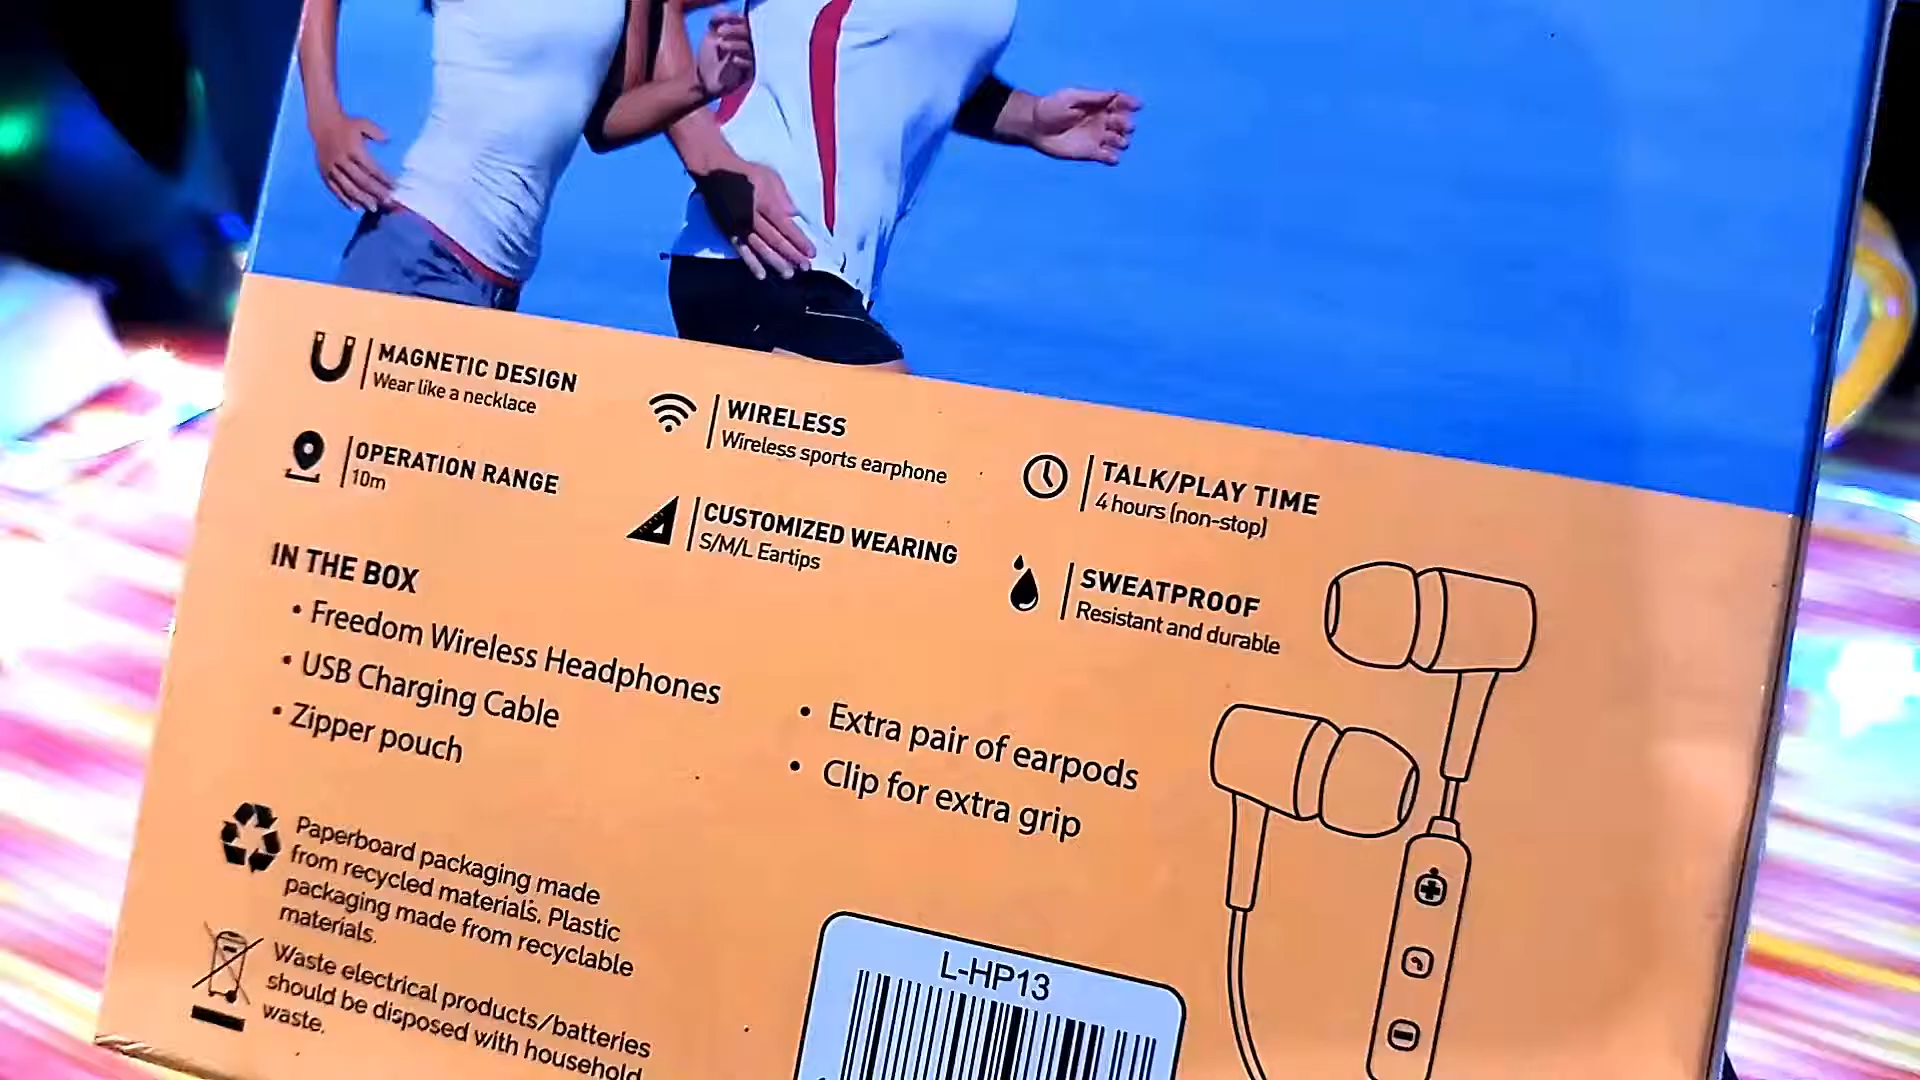 MAGNETIC DESIGN
Wear like a necklace
WIRELESS
Wireless sports earphone
TALK/PLAY TIME
4 hours (non-stop)
OPERATION RANGE
10m
CUSTOMIZED WEARING
S/M/L Eartips
SWEATPROOF
Resistant and durable
IN THE BOX
• Freedom Wireless Headphones
• USB Charging Cable
• Zipper pouch
• Extra pair of earpods
• Clip for extra grip
Paperboard packaging made
from recycled materials. Plastic
packaging made from recyclable
materials.
Waste electrical products/batteries
should be disposed with household
waste.
L-HP13